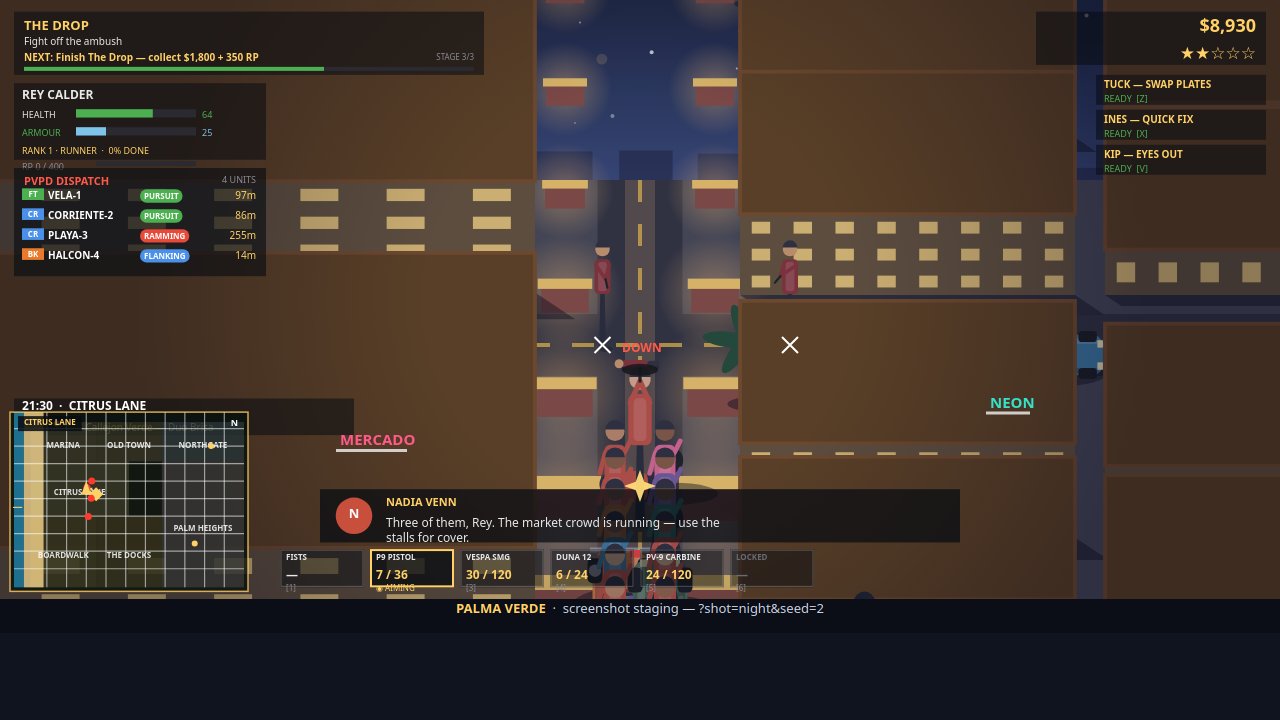 THE DROP
Fight off the ambush
NEXT: Finish The Drop — collect $1,800 + 350 RP
STAGE 3/3
$8,930
★★☆☆☆
REY CALDER
HEALTH 64
ARMOUR 25
RANK 1 · RUNNER · 0% DONE
RP 0 / 400
TUCK — SWAP PLATES
READY [Z]
INES — QUICK FIX
READY [X]
KIP — EYES OUT
READY [V]
PVPD DISPATCH 4 UNITS
FT VELA-1 PURSUIT 97m
CR CORRIENTE-2 PURSUIT 86m
CR PLAYA-3 RAMMING 255m
BK HALCON-4 FLANKING 14m
DOWN
21:30 · CITRUS LANE
CITRUS LANE
N
MARINA
OLD TOWN
NORTHGATE
PALM HEIGHTS
BOARDWALK
THE DOCKS
MERCADO
NEON
N
NADIA VENN
Three of them, Rey. The market crowd is running — use the
stalls for cover.
FISTS
—
[1]
P9 PISTOL
7 / 36
◉ AIMING
VESPA SMG
30 / 120
[3]
DUNA 12
6 / 24
PV-9 CARBINE
24 / 120
[5]
LOCKED
—
[6]
PALMA VERDE · screenshot staging — ?shot=night&seed=2